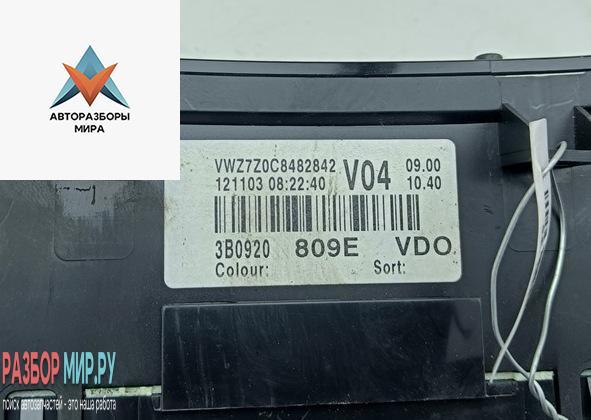 АВТОРАЗБОРЫ
МИРА
VWZ7Z0C8482842 V04 09.00
121103 08:22:40 10.40
3B0920 809E VDO
Colour: Sort:
РАЗБОР МИР.РУ
поиск автозапчастей - это наша работа